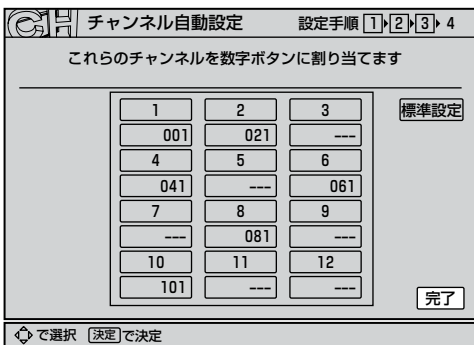 CH チャンネル自動設定 設定手順 1 2 3 4
これらのチャンネルを数字ボタンに割り当てます
1 2 3 標準設定
001 021 ---
4 5 6
041 --- 061
7 8 9
--- 081 ---
10 11 12
101 --- ---
完了
で選択 決定で決定